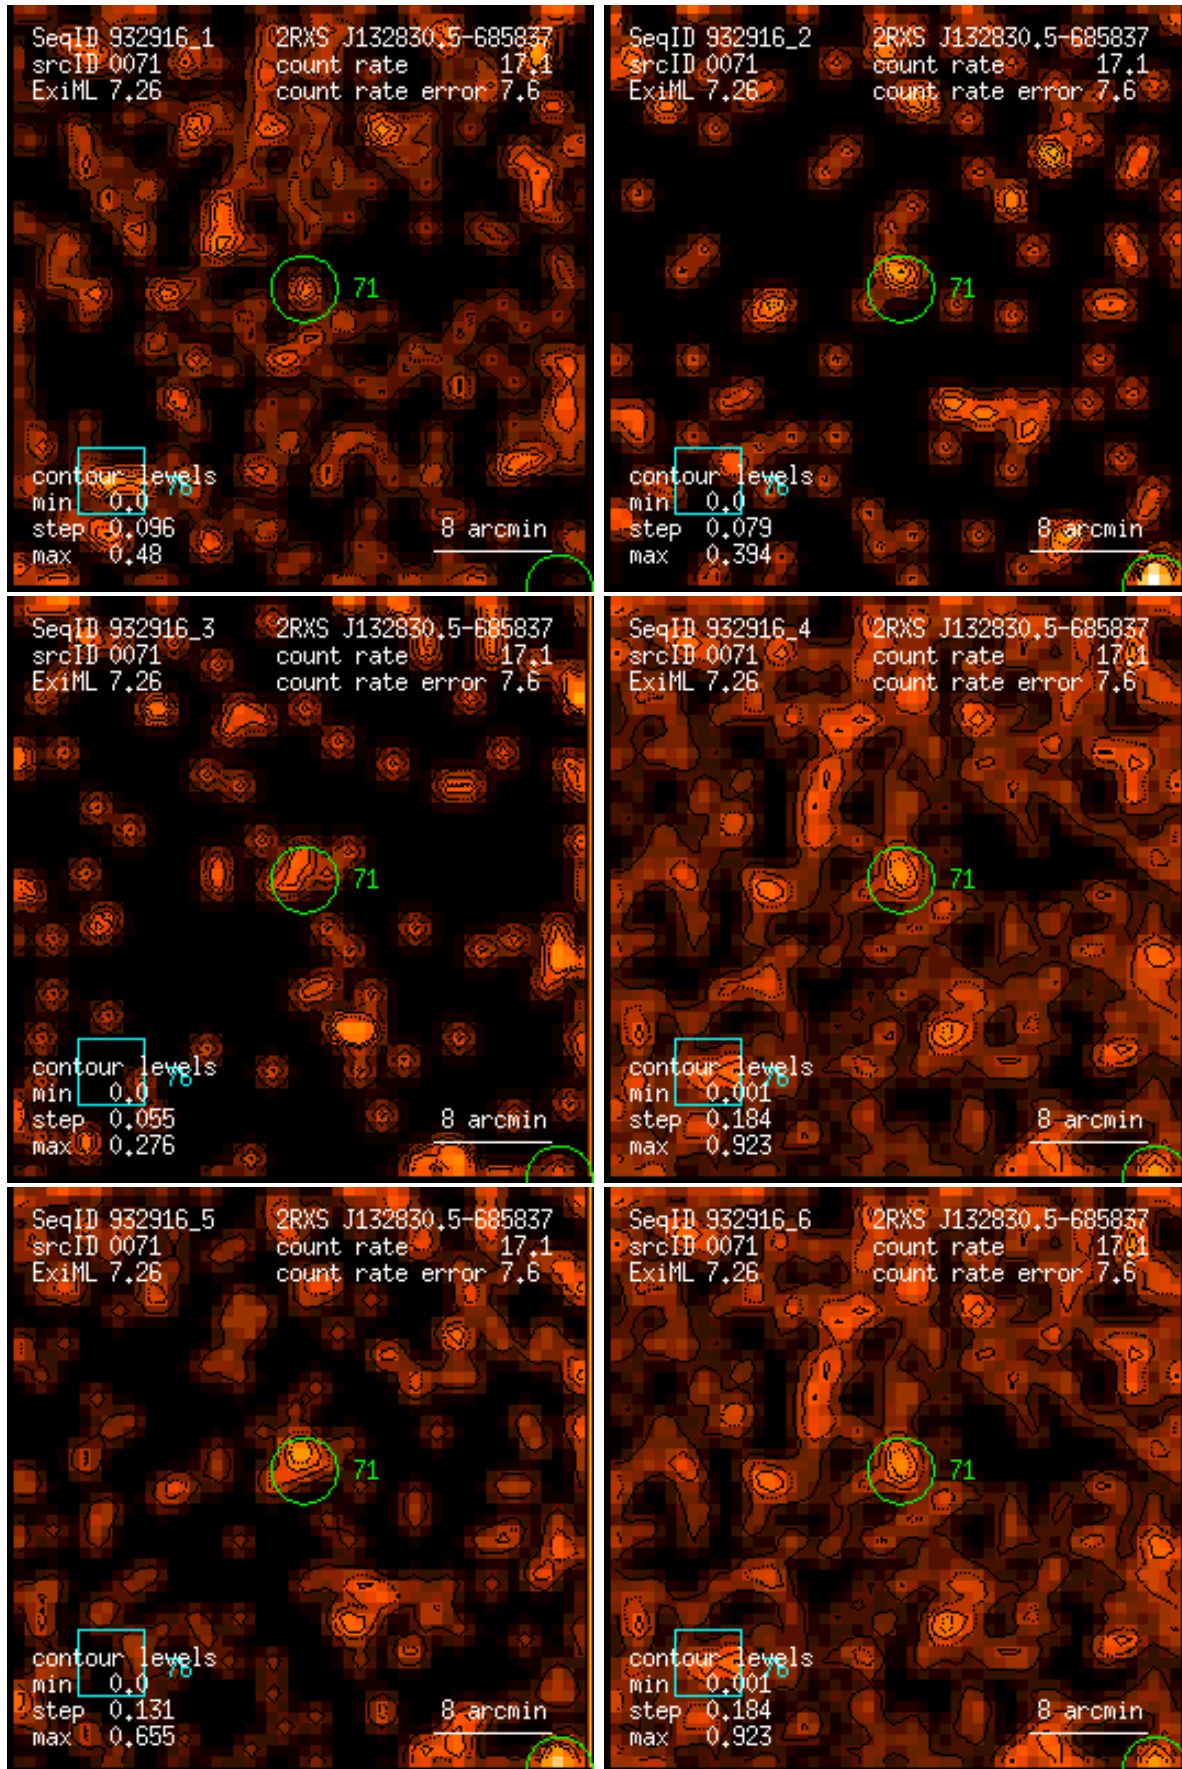 SeqID 932916_1 2RXS J132830.5-685837
srcID 0071 count rate 17.1
ExiML 7.26 count rate error 7.6
71
contour levels
76
min 0.0
step 0.096 8 arcmin
max 0.48
SeqID 932916_2 2RXS J132830.5-685837
srcID 0071 count rate 17.1
ExiML 7.26 count rate error 7.6
71
contour levels
76
min 0.0
step 0.079 8 arcmin
max 0.394
SeqID 932916_3 2RXS J132830.5-685837
srcID 0071 count rate 17.1
ExiML 7.26 count rate error 7.6
71
contour levels
76
min 0.0
step 0.055 8 arcmin
max 0.276
SeqID 932916_4 2RXS J132830.5-685837
srcID 0071 count rate 17.1
ExiML 7.26 count rate error 7.6
71
contour levels
76
min 0.001
step 0.184 8 arcmin
max 0.923
SeqID 932916_5 2RXS J132830.5-685837
srcID 0071 count rate 17.1
ExiML 7.26 count rate error 7.6
71
contour levels
76
min 0.0
step 0.131 8 arcmin
max 0.655
SeqID 932916_6 2RXS J132830.5-685837
srcID 0071 count rate 17.1
ExiML 7.26 count rate error 7.6
71
contour levels
76
min 0.001
step 0.184 8 arcmin
max 0.923